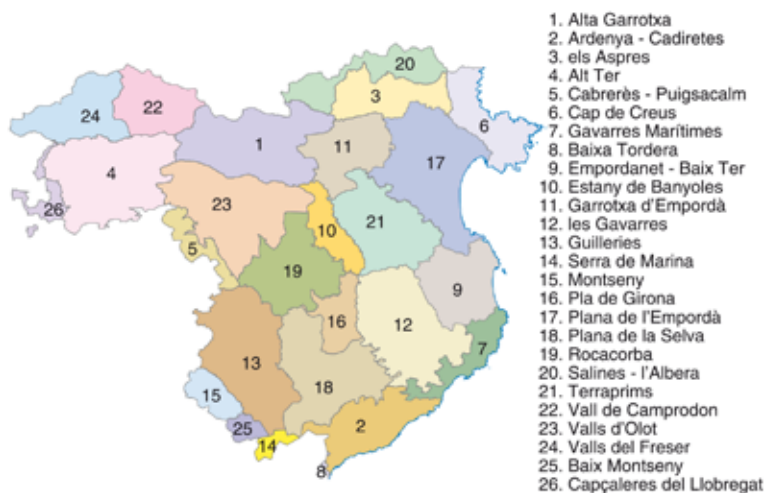 1. Alta Garrotxa
2. Ardenya - Cadiretes
3. els Aspres
4. Alt Ter
5. Cabrerès - Puigsacalm
6. Cap de Creus
7. Gavarres Marítimes
8. Baixa Tordera
9. Empordanet - Baix Ter
10. Estany de Banyoles
11. Garrotxa d'Empordà
12. les Gavarres
13. Guilleries
14. Serra de Marina
15. Montseny
16. Pla de Girona
17. Plana de l'Empordà
18. Plana de la Selva
19. Rocacorba
20. Salines - l'Albera
21. Terraprims
22. Vall de Camprodon
23. Valls d'Olot
24. Valls del Freser
25. Baix Montseny
26. Capçaleres del Llobregat
20
22
3
24
6
1
11
17
4
23
26
10
21
5
19
9
16
12
7
13
18
15
2
25
14
8